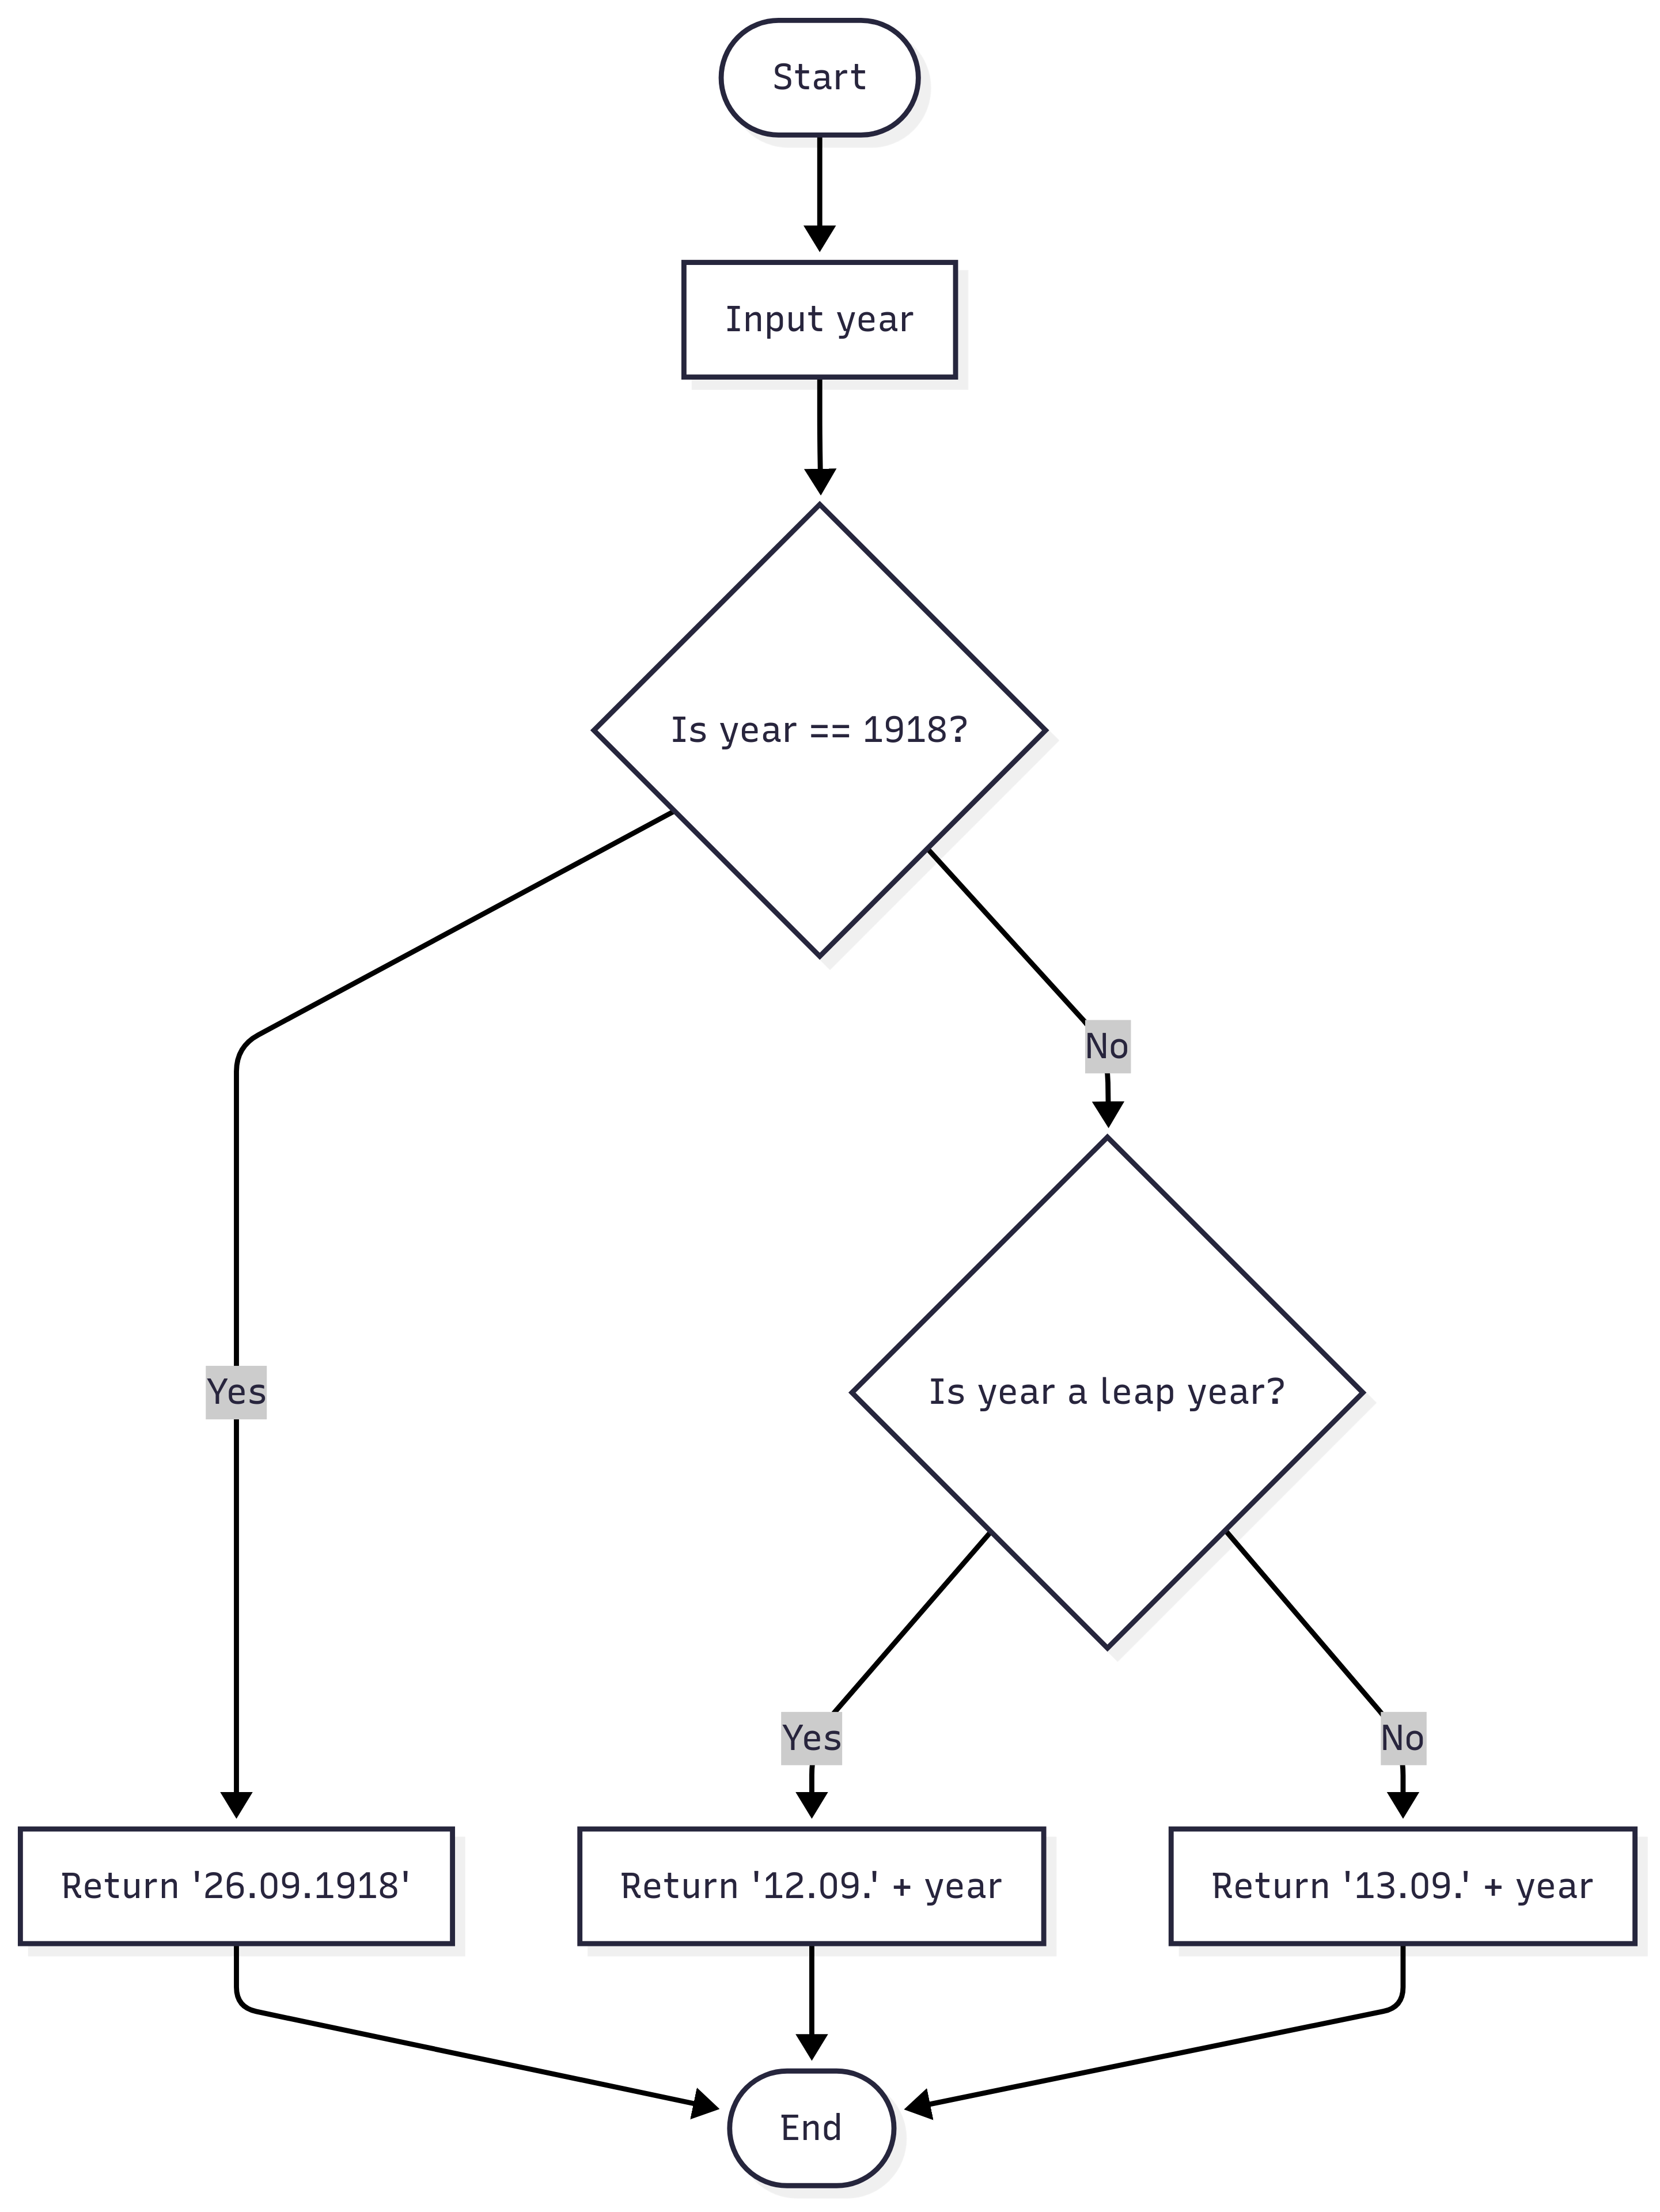 Start
Input year
Is year == 1918?
No
Yes
Is year a leap year?
Yes
No
Return '26.09.1918'
Return '12.09.' + year
Return '13.09.' + year
End